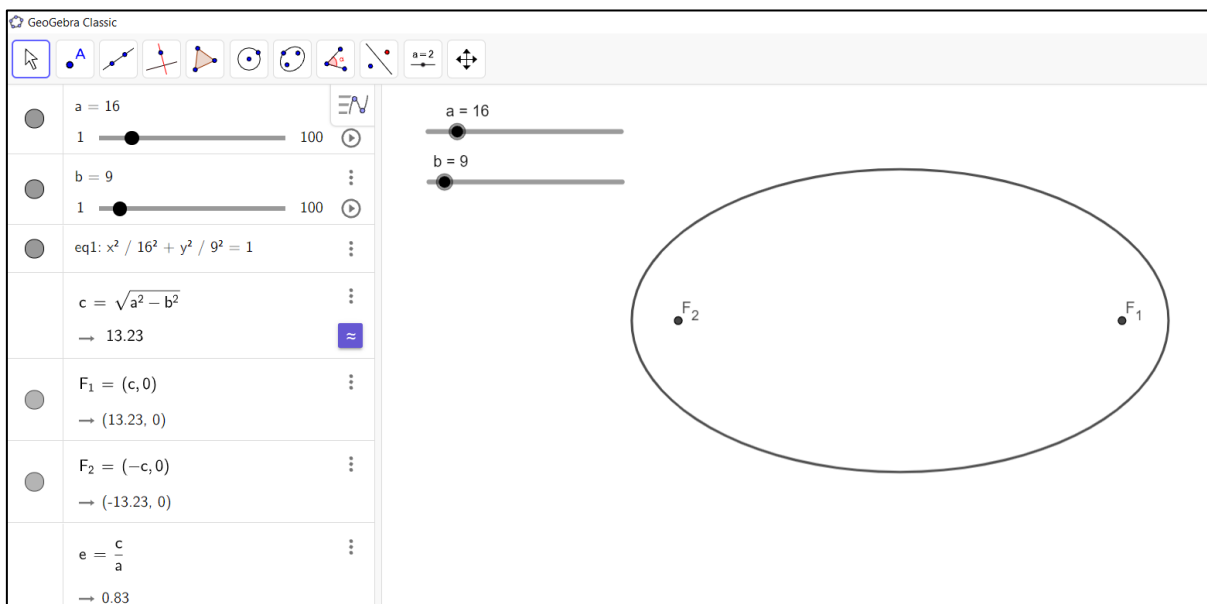 GeoGebra Classic
A
α
a=2
a = 16
1 100
b = 9
1 100
eq1: x² / 16² + y² / 9² = 1
c = √(a² − b²)
→ 13.23
≈
F₁ = (c, 0)
→ (13.23, 0)
F₂ = (−c, 0)
→ (-13.23, 0)
e = c/a
→ 0.83
a = 16
b = 9
F₂
F₁